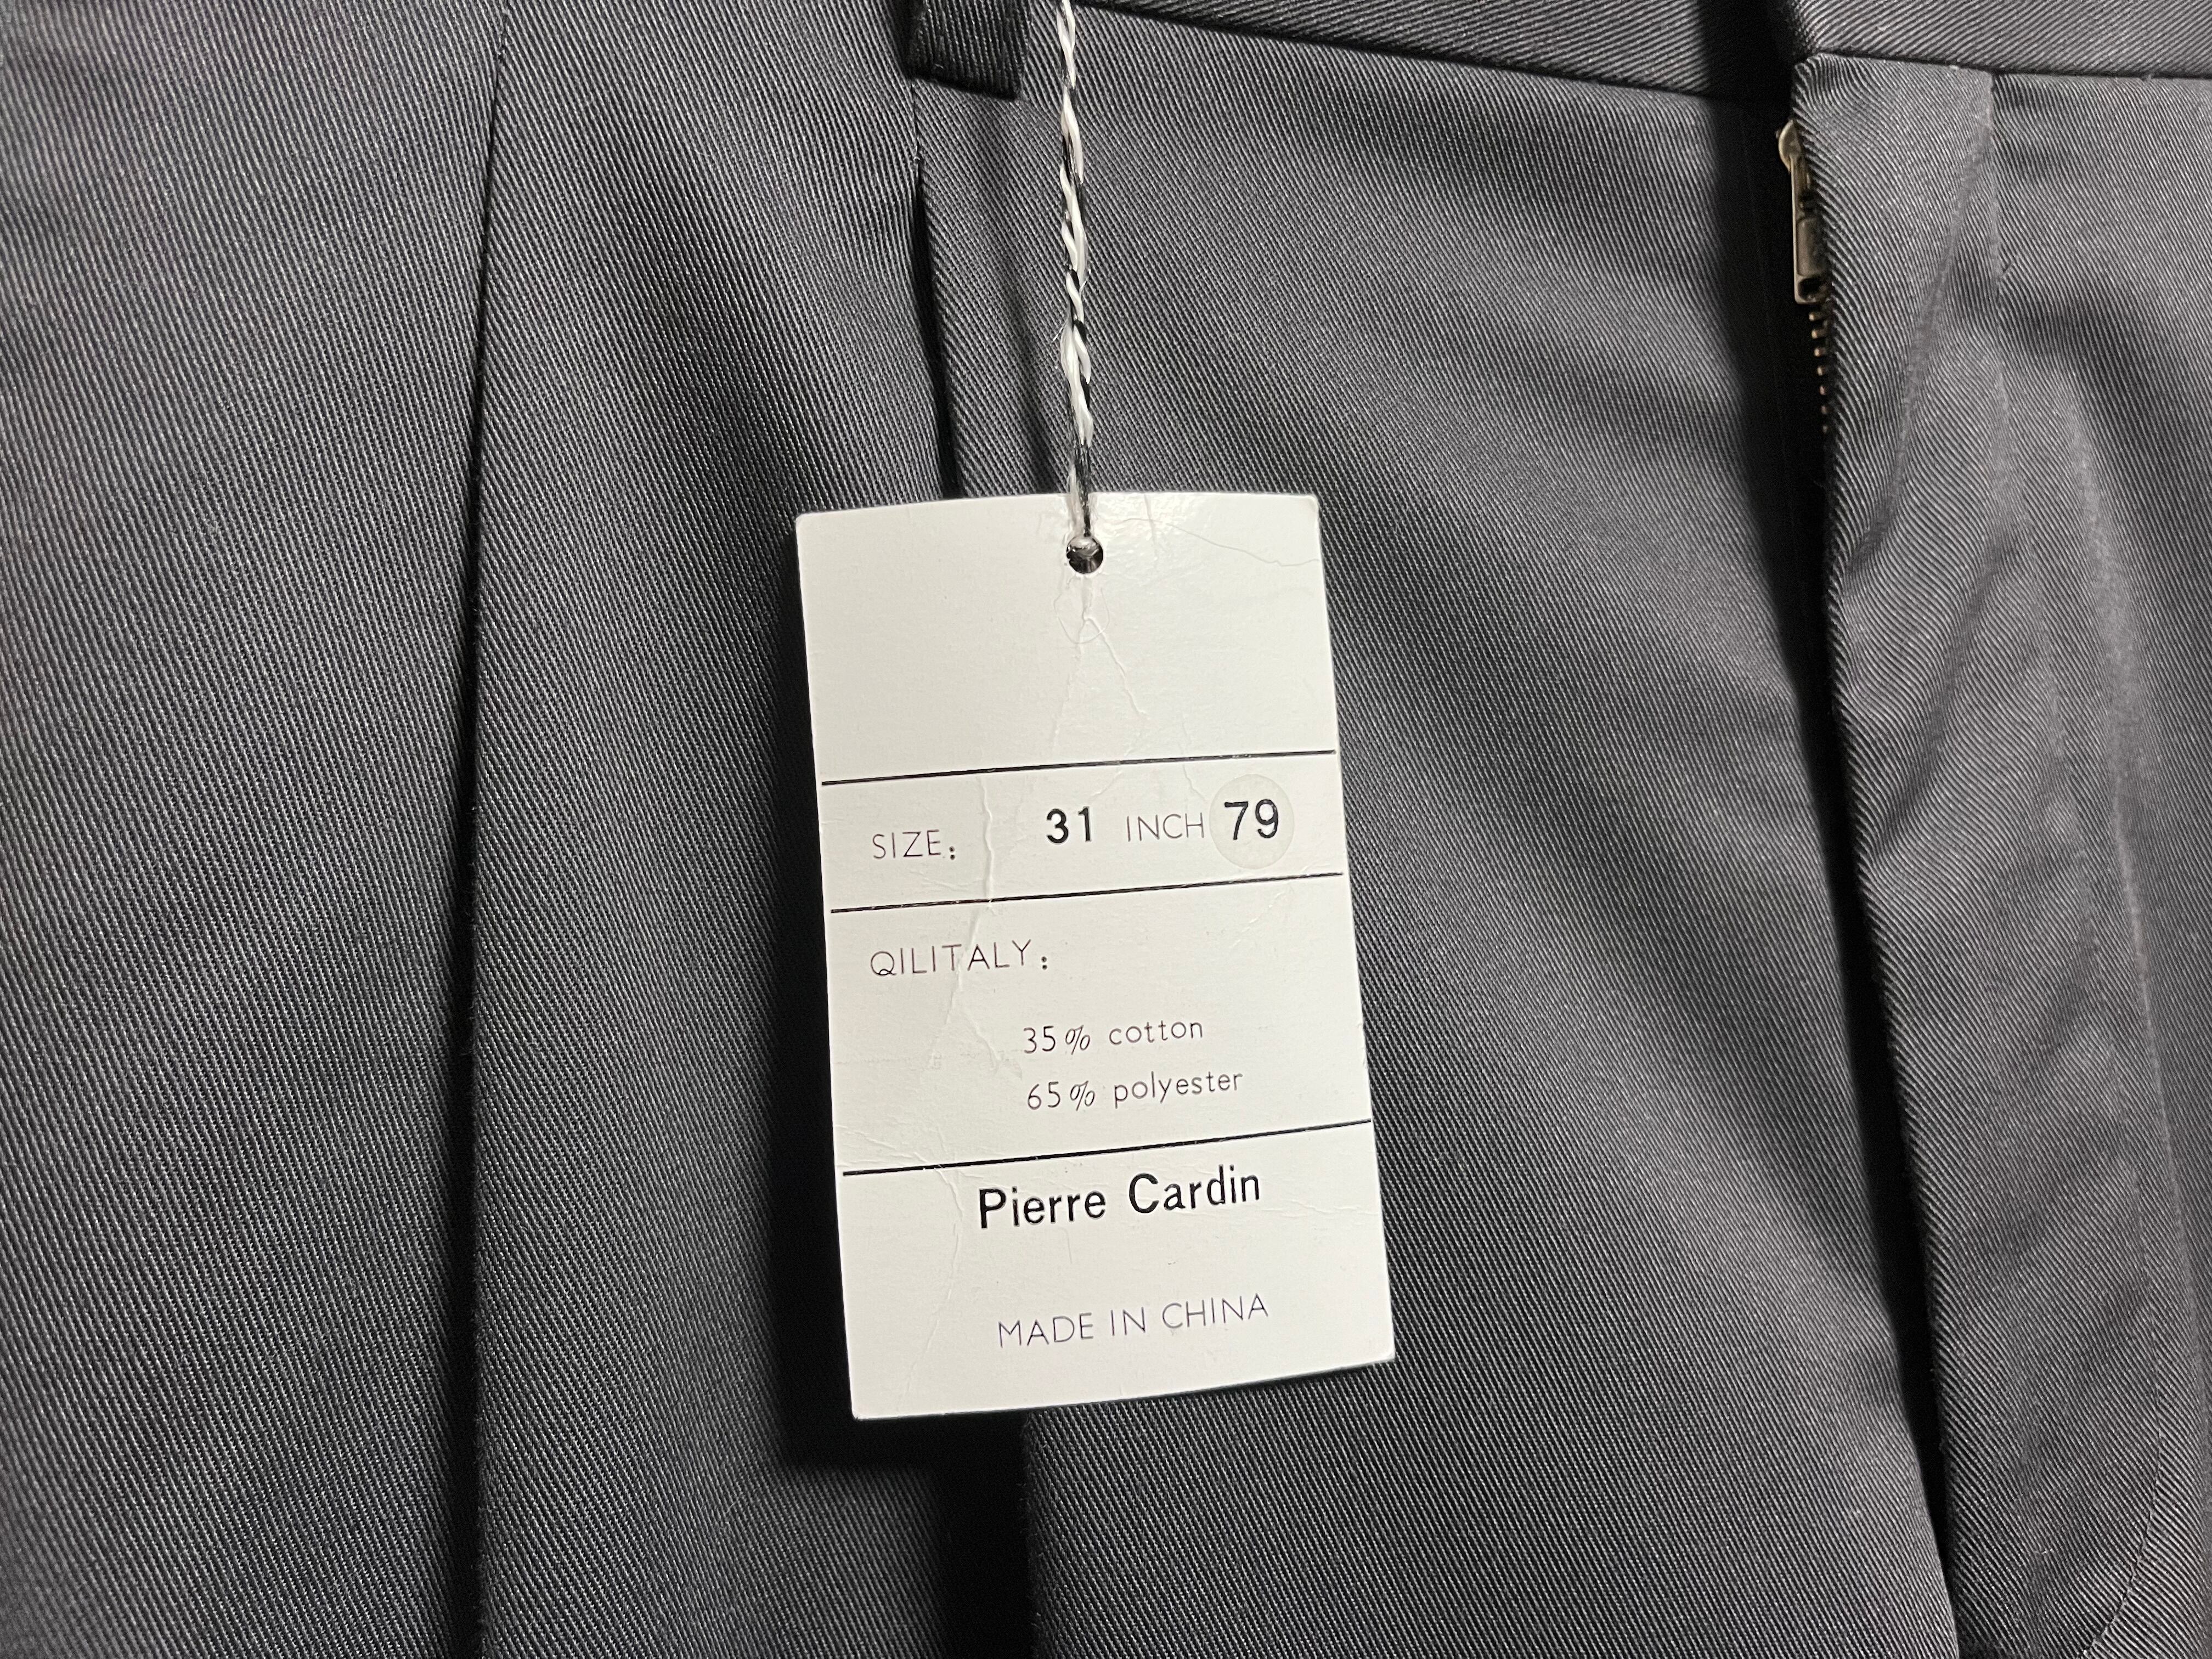 SIZE: 31 INCH 79
QILITALY:
35% cotton
65% polyester
Pierre Cardin
MADE IN CHINA